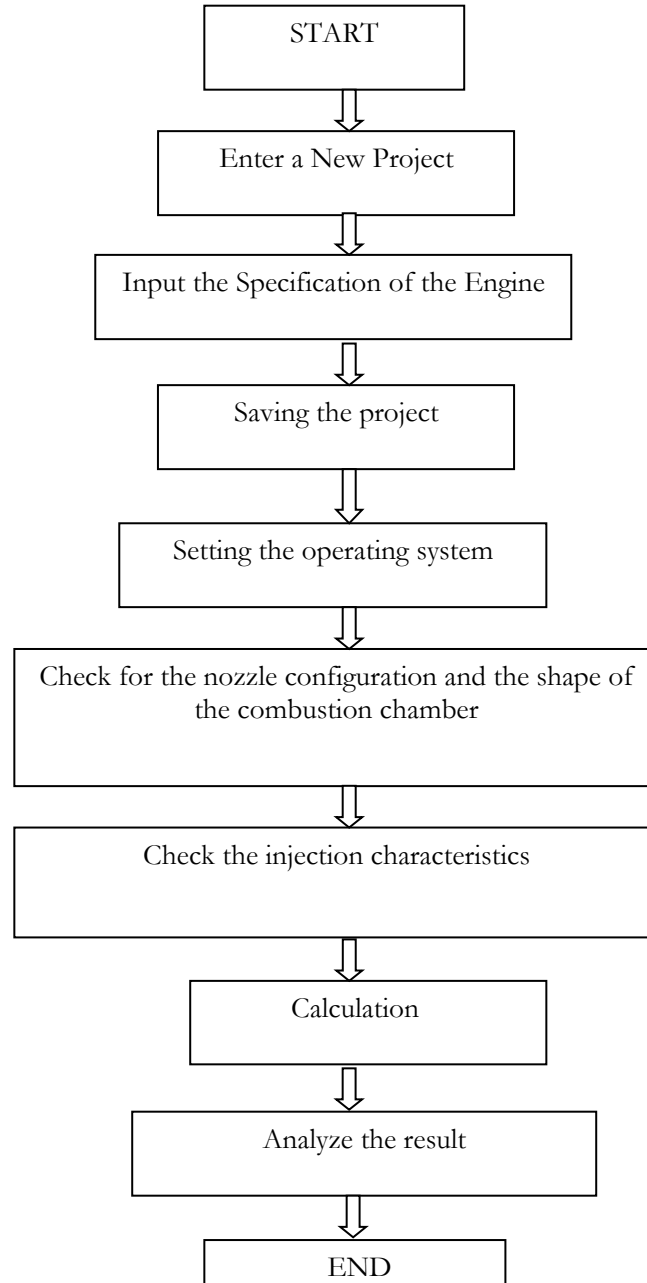 START
Enter a New Project
Input the Specification of the Engine
Saving the project
Setting the operating system
Check for the nozzle configuration and the shape of
the combustion chamber
Check the injection characteristics
Calculation
Analyze the result
END